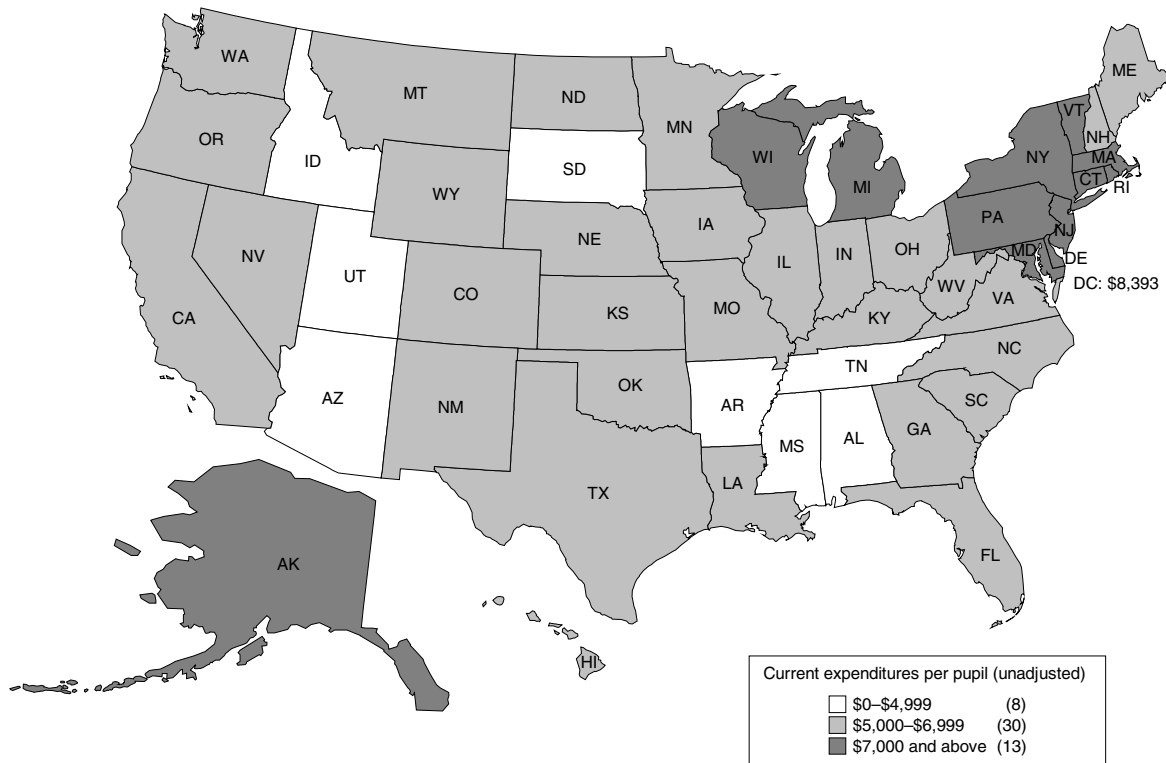 WA
ME
MT
ND
VT
MN
OR
NH
ID
WI
NY
MA
SD
MI
CT
RI
WY
PA
IA
NJ
NE
OH
MD
NV
IL
IN
DE
UT
WV
DC: $8,393
CO
VA
CA
KS
MO
KY
NC
TN
OK
AZ
NM
AR
SC
MS
AL
GA
LA
TX
FL
AK
HI
Current expenditures per pupil (unadjusted)
$0–$4,999 (8)
$5,000–$6,999 (30)
$7,000 and above (13)